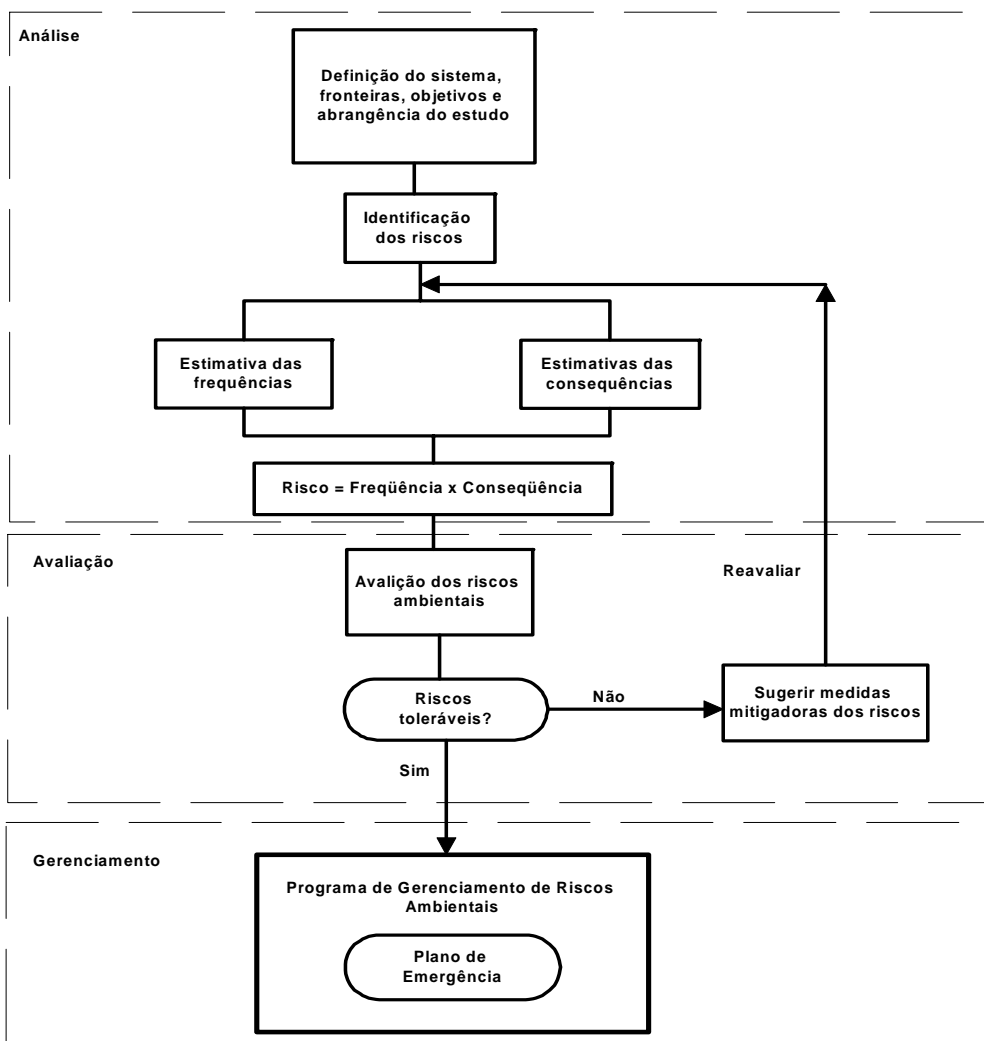 Análise
Definição do sistema,
fronteiras, objetivos e
abrangência do estudo
Identificação
dos riscos
Estimativa das
frequências
Estimativas das
consequências
Risco = Freqüência x Conseqüência
Avaliação
Avalição dos riscos
ambientais
Reavaliar
Riscos
toleráveis?
Não
Sugerir medidas
mitigadoras dos riscos
Sim
Gerenciamento
Programa de Gerenciamento de Riscos
Ambientais
Plano de
Emergência